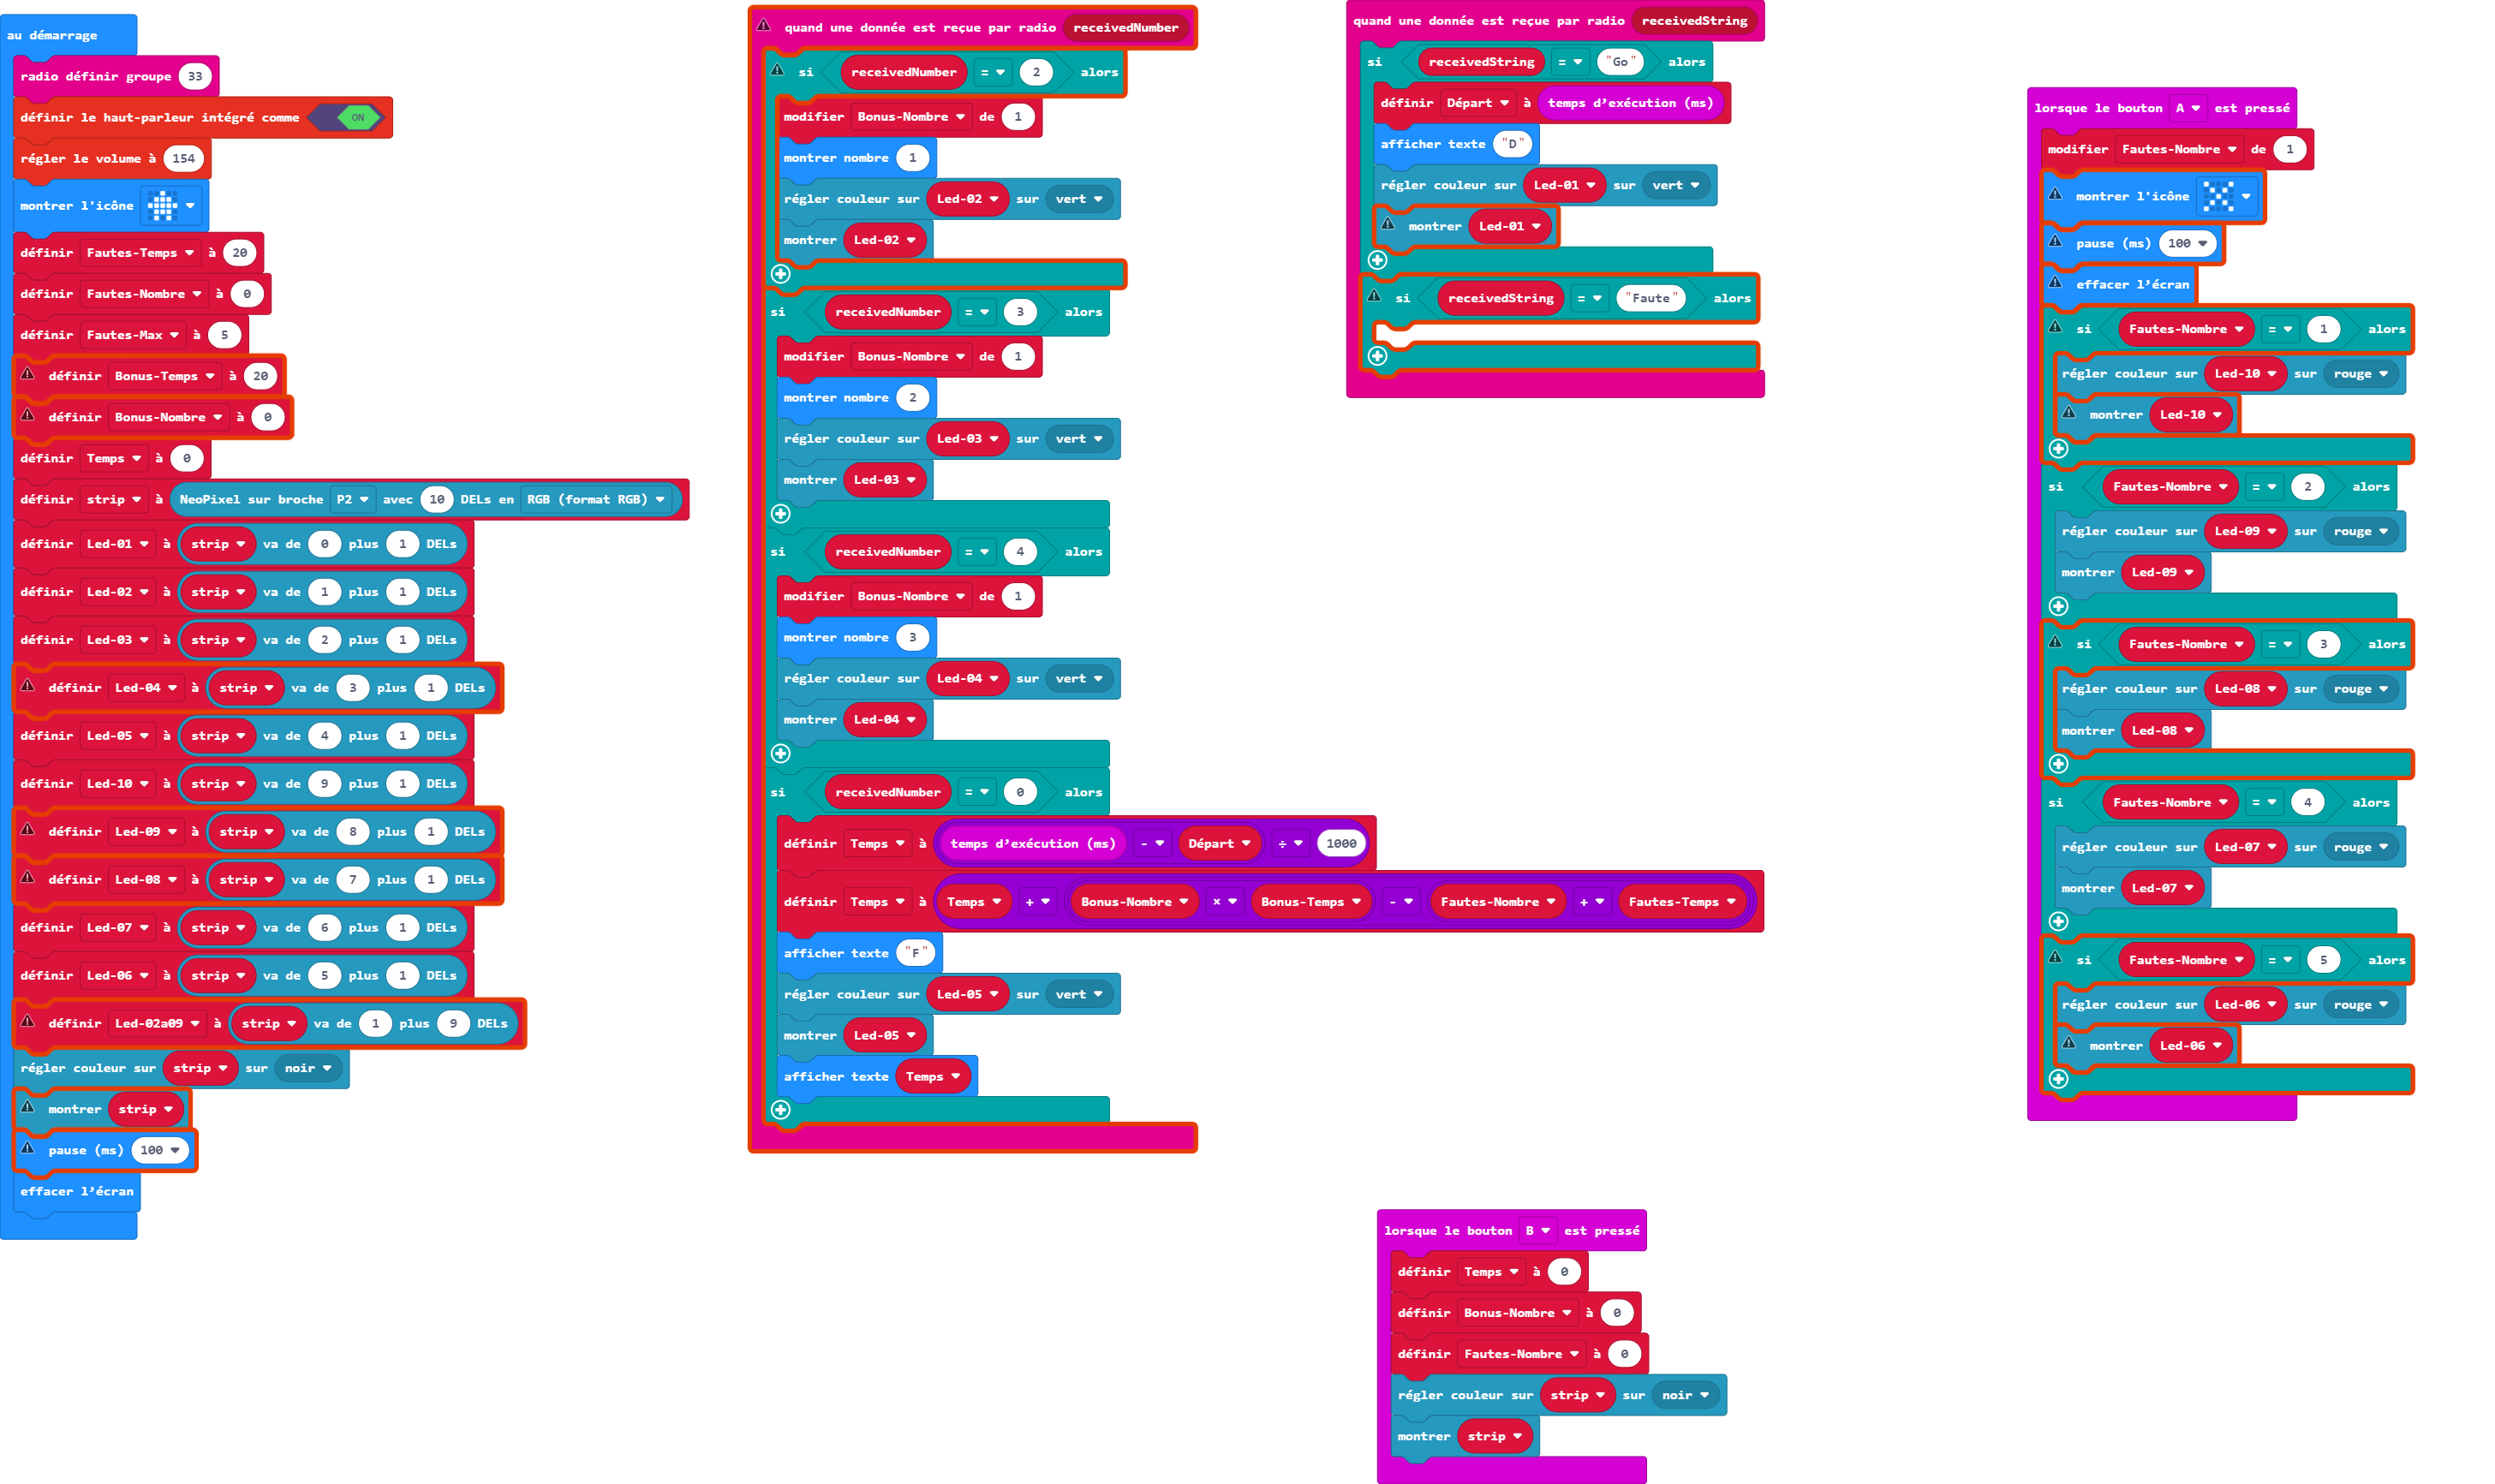 au démarrage
radio définir groupe 33
définir le haut-parleur intégré comme ON
régler le volume à 154
montrer l'icône
définir Fautes-Temps à 20
définir Fautes-Nombre à 0
définir Fautes-Max à 5
définir Bonus-Temps à 20
définir Bonus-Nombre à 0
définir Temps à 0
définir strip à NeoPixel sur broche P2 avec 10 DELs en RGB (format RGB)
définir Led-01 à strip va de 0 plus 1 DELs
définir Led-02 à strip va de 1 plus 1 DELs
définir Led-03 à strip va de 2 plus 1 DELs
définir Led-04 à strip va de 3 plus 1 DELs
définir Led-05 à strip va de 4 plus 1 DELs
définir Led-10 à strip va de 9 plus 1 DELs
définir Led-09 à strip va de 8 plus 1 DELs
définir Led-08 à strip va de 7 plus 1 DELs
définir Led-07 à strip va de 6 plus 1 DELs
définir Led-06 à strip va de 5 plus 1 DELs
définir Led-02a09 à strip va de 1 plus 9 DELs
régler couleur sur strip sur noir
montrer strip
pause (ms) 100
effacer l’écran
quand une donnée est reçue par radio receivedNumber
si receivedNumber = 2 alors
modifier Bonus-Nombre de 1
montrer nombre 1
régler couleur sur Led-02 sur vert
montrer Led-02
si receivedNumber = 3 alors
modifier Bonus-Nombre de 1
montrer nombre 2
régler couleur sur Led-03 sur vert
montrer Led-03
si receivedNumber = 4 alors
modifier Bonus-Nombre de 1
montrer nombre 3
régler couleur sur Led-04 sur vert
montrer Led-04
si receivedNumber = 0 alors
définir Temps à temps d’exécution (ms) - Départ ÷ 1000
définir Temps à Temps + Bonus-Nombre × Bonus-Temps - Fautes-Nombre + Fautes-Temps
afficher texte "F"
régler couleur sur Led-05 sur vert
montrer Led-05
afficher texte Temps
quand une donnée est reçue par radio receivedString
si receivedString = "Go" alors
définir Départ à temps d’exécution (ms)
afficher texte "D"
régler couleur sur Led-01 sur vert
montrer Led-01
si receivedString = "Faute" alors
lorsque le bouton B est pressé
définir Temps à 0
définir Bonus-Nombre à 0
définir Fautes-Nombre à 0
régler couleur sur strip sur noir
montrer strip
lorsque le bouton A est pressé
modifier Fautes-Nombre de 1
montrer l'icône
pause (ms) 100
effacer l’écran
si Fautes-Nombre = 1 alors
régler couleur sur Led-10 sur rouge
montrer Led-10
si Fautes-Nombre = 2 alors
régler couleur sur Led-09 sur rouge
montrer Led-09
si Fautes-Nombre = 3 alors
régler couleur sur Led-08 sur rouge
montrer Led-08
si Fautes-Nombre = 4 alors
régler couleur sur Led-07 sur rouge
montrer Led-07
si Fautes-Nombre = 5 alors
régler couleur sur Led-06 sur rouge
montrer Led-06